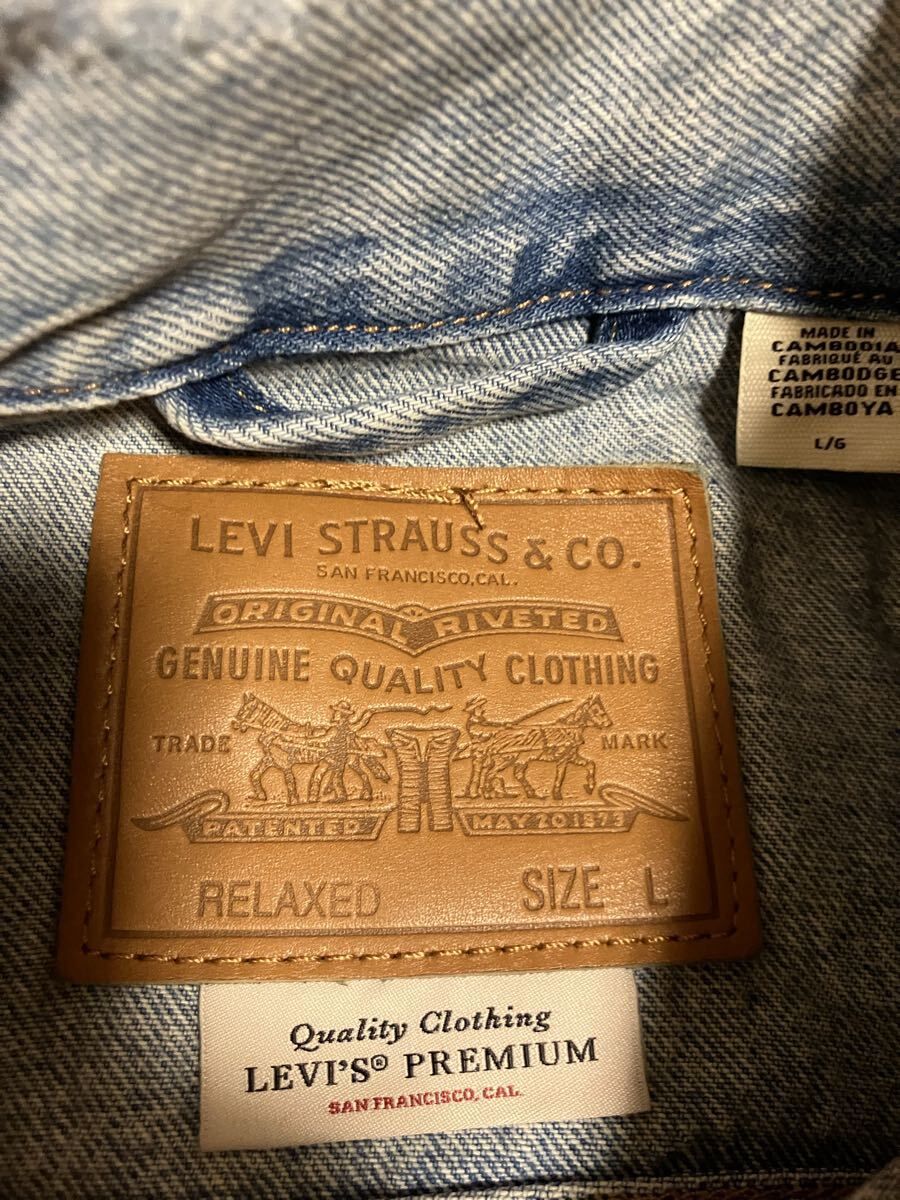 MADE IN
CAMBODIA
FABRIQUÉ AU
CAMBODGE
FABRICADO EN
CAMBOYA
L/G
LEVI STRAUSS & CO.
SAN FRANCISCO, CAL.
ORIGINAL RIVETED
GENUINE QUALITY CLOTHING
TRADE MARK
PATENTED MAY 20 1873
RELAXED SIZE L
Quality Clothing
LEVI'S® PREMIUM
SAN FRANCISCO, CAL.